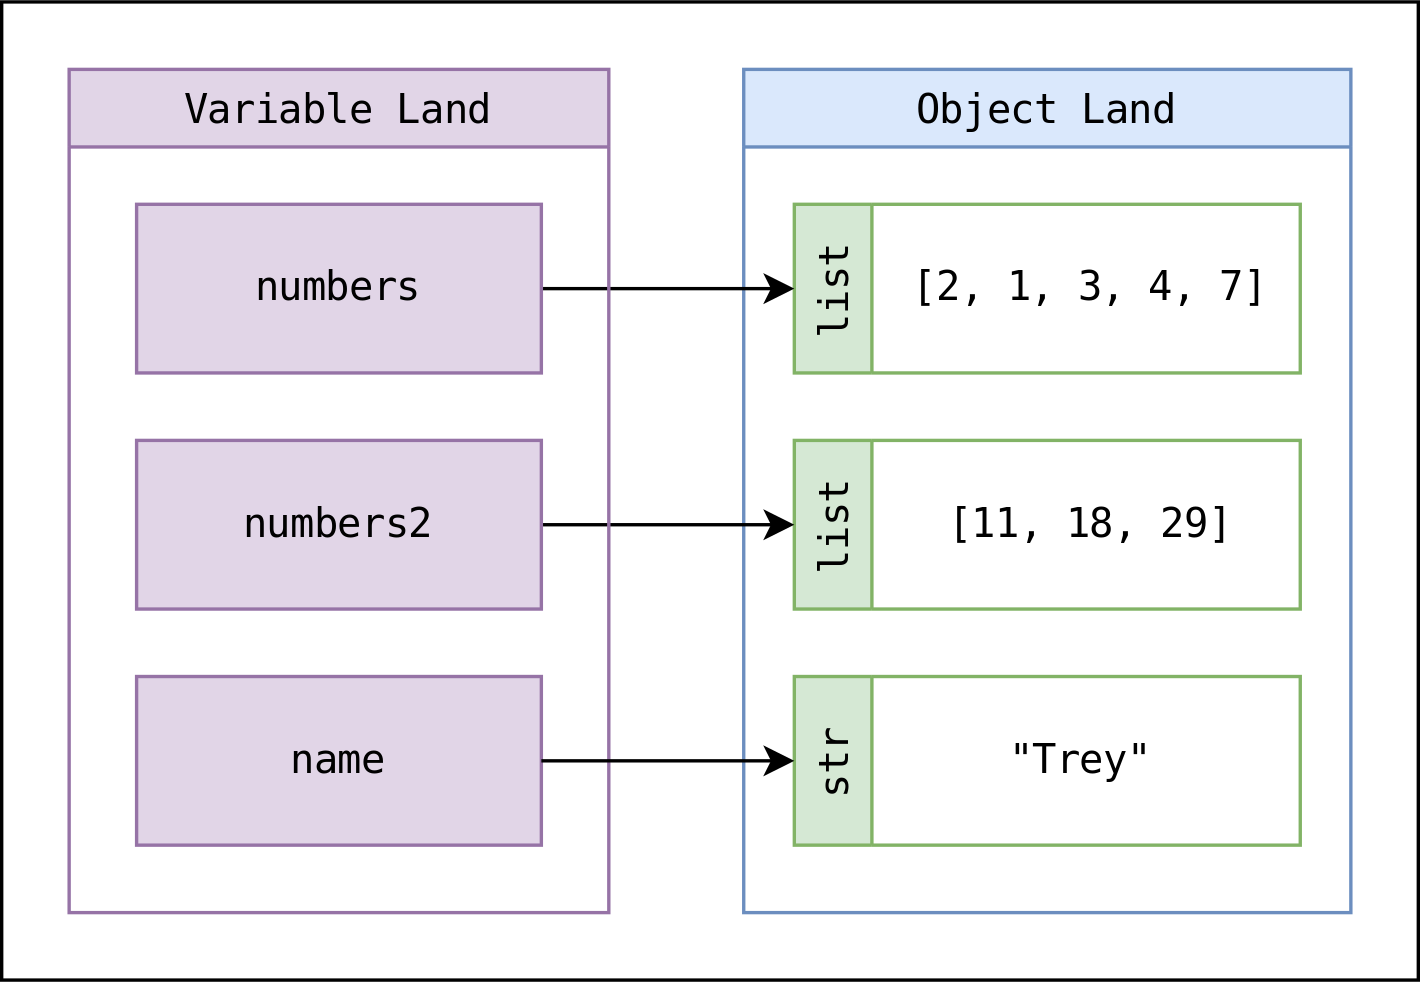 Variable Land
Object Land
numbers
list
[2, 1, 3, 4, 7]
numbers2
list
[11, 18, 29]
name
str
"Trey"